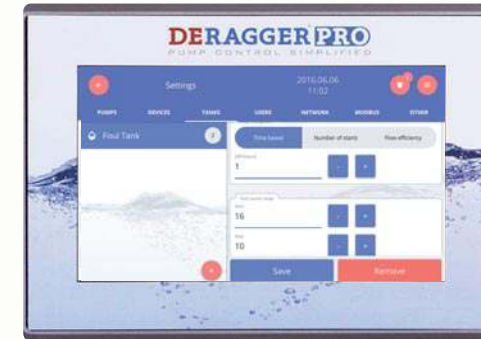 DERAGGER PRO
PUMP CONTROL SIMPLIFIED
Settings
2016.06.06
11:02
PUMPS DEVICES TANKS USERS NETWORK MODBUS OTHER
Foul Tank
Time based Number of starts Flow efficiency
1
16
10
Save Remove